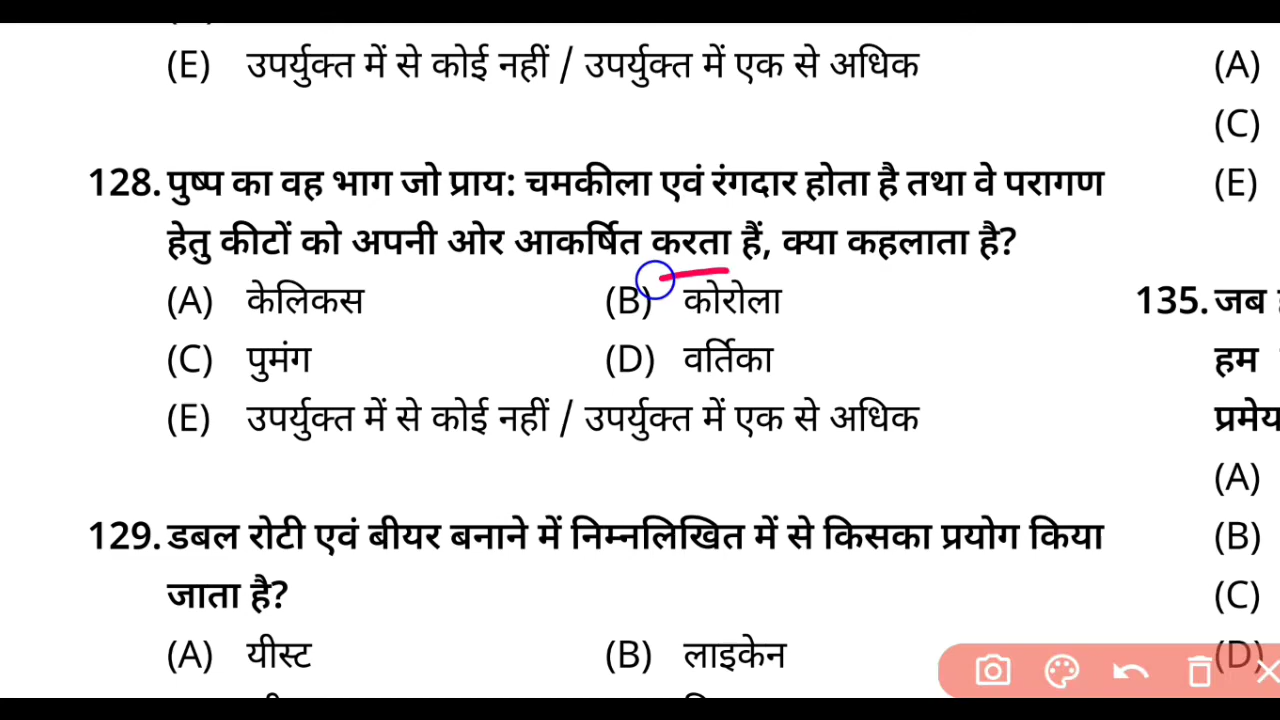 (E) उपर्युक्त में से कोई नहीं / उपर्युक्त में एक से अधिक
128. पुष्प का वह भाग जो प्राय: चमकीला एवं रंगदार होता है तथा वे परागण
हेतु कीटों को अपनी ओर आकर्षित करता हैं, क्या कहलाता है?
(A) केलिकस (B) कोरोला
(C) पुमंग (D) वर्तिका
(E) उपर्युक्त में से कोई नहीं / उपर्युक्त में एक से अधिक
129. डबल रोटी एवं बीयर बनाने में निम्नलिखित में से किसका प्रयोग किया
जाता है?
(A) यीस्ट (B) लाइकेन
(A)
(C)
(E)
135. जब
हम
(A)
(B)
(C)
(D)